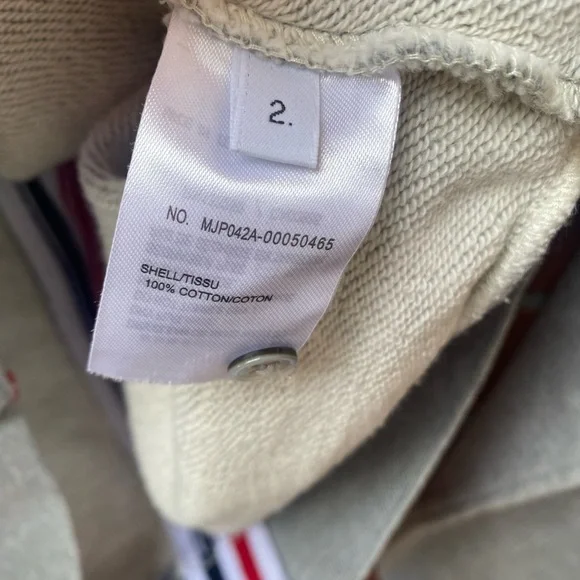 2.
NO. MJP042A-00050465
SHELL/TISSU
100% COTTON/COTON